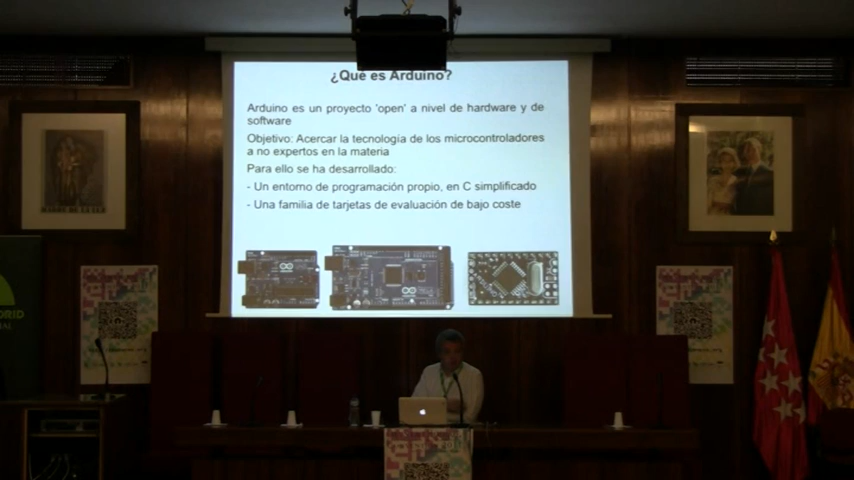 ¿Qué es Arduino?
Arduino es un proyecto 'open' a nivel de hardware y de
software
Objetivo: Acercar la tecnología de los microcontroladores
a no expertos en la materia
Para ello se ha desarrollado:
- Un entorno de programación propio, en C simplificado
- Una familia de tarjetas de evaluación de bajo coste